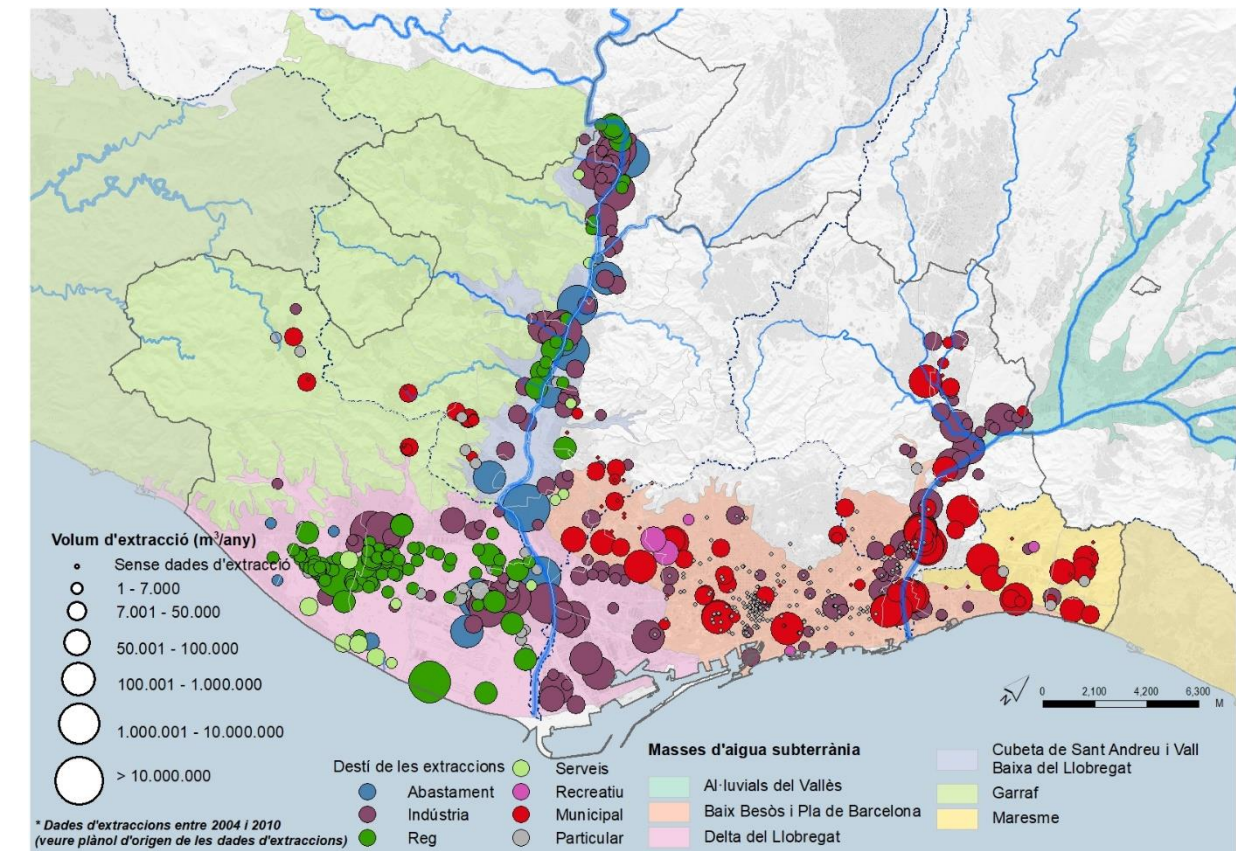 Volum d'extracció (m³/any)
Sense dades d'extracció
1 - 7.000
7.001 - 50.000
50.001 - 100.000
100.001 - 1.000.000
1.000.001 - 10.000.000
> 10.000.000
* Dades d'extraccions entre 2004 i 2010
(veure plànol d'origen de les dades d'extraccions)
Destí de les extraccions
Abastament
Indústria
Reg
Serveis
Recreatiu
Municipal
Particular
Masses d'aigua subterrània
Al·luvials del Vallès
Baix Besòs i Pla de Barcelona
Delta del Llobregat
Cubeta de Sant Andreu i Vall
Baixa del Llobregat
Garraf
Maresme
N
0 2,100 4,200 6,300
M